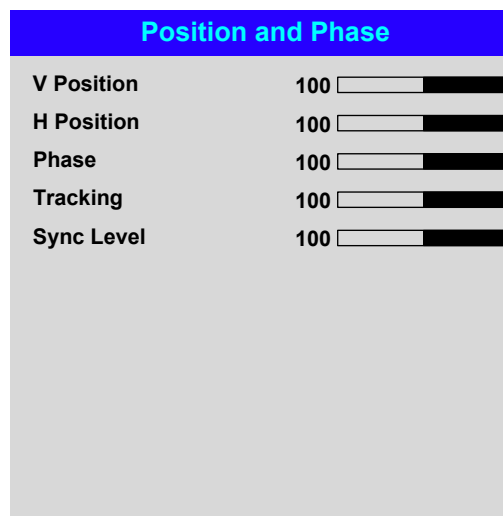 Position and Phase
V Position 100
H Position 100
Phase 100
Tracking 100
Sync Level 100